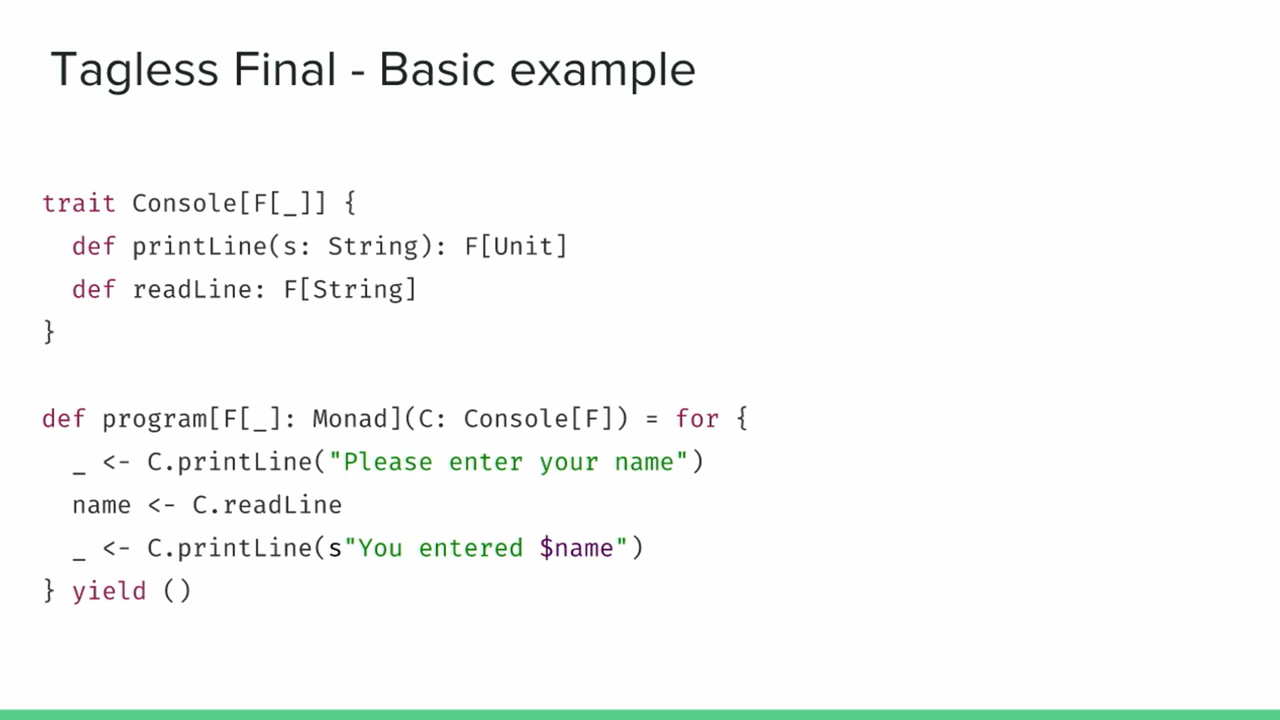 Tagless Final - Basic example
trait Console[F[_]] {
  def printLine(s: String): F[Unit]
  def readLine: F[String]
}
def program[F[_]: Monad](C: Console[F]) = for {
  _ <- C.printLine("Please enter your name")
  name <- C.readLine
  _ <- C.printLine(s"You entered $name")
} yield ()